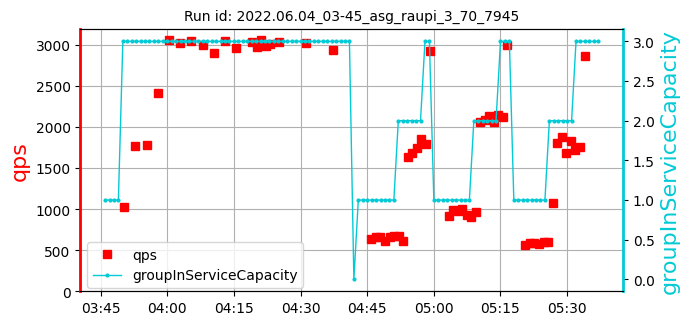 Run id: 2022.06.04_03-45_asg_raupi_3_70_7945
qps
3000
2500
2000
1500
1000
500
0
groupInServiceCapacity
3.0
2.5
2.0
1.5
1.0
0.5
0.0
qps
groupInServiceCapacity
03:45 04:00 04:15 04:30 04:45 05:00 05:15 05:30